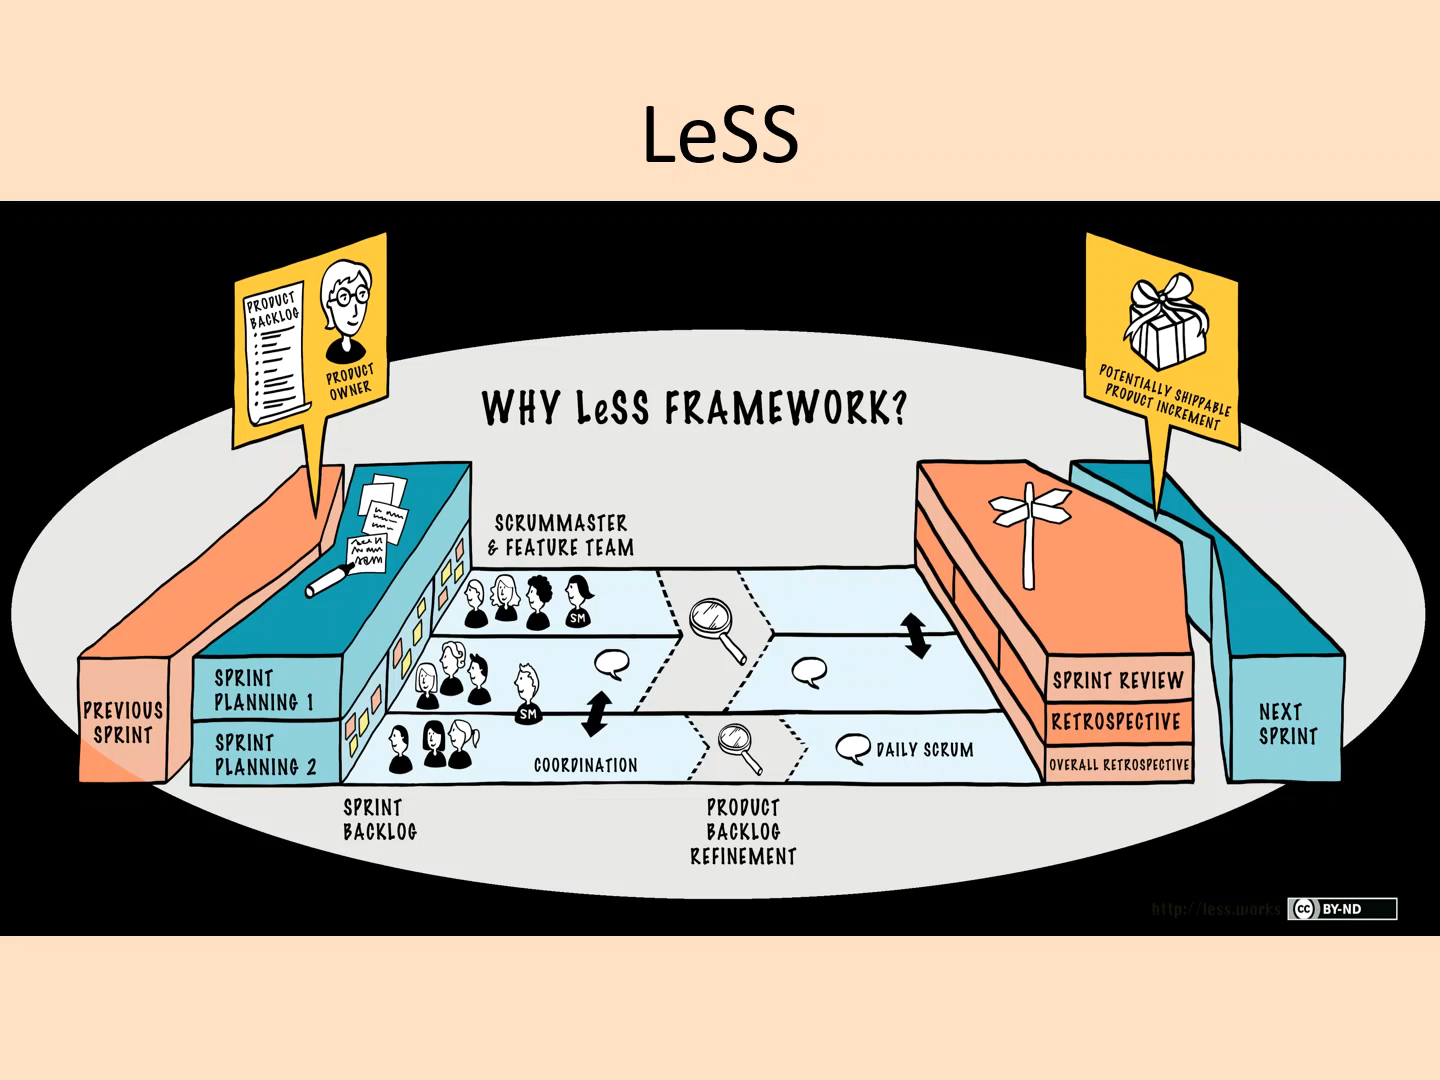 LeSS
PRODUCT
BACKLOG
PRODUCT
OWNER
POTENTIALLY SHIPPABLE
PRODUCT INCREMENT
WHY LeSS FRAMEWORK?
SCRUMMASTER
& FEATURE TEAM
SM
SM
PREVIOUS
SPRINT
SPRINT
PLANNING 1
SPRINT
PLANNING 2
COORDINATION
DAILY SCRUM
SPRINT REVIEW
RETROSPECTIVE
OVERALL RETROSPECTIVE
NEXT
SPRINT
SPRINT
BACKLOG
PRODUCT
BACKLOG
REFINEMENT
http://less.works
cc BY-ND